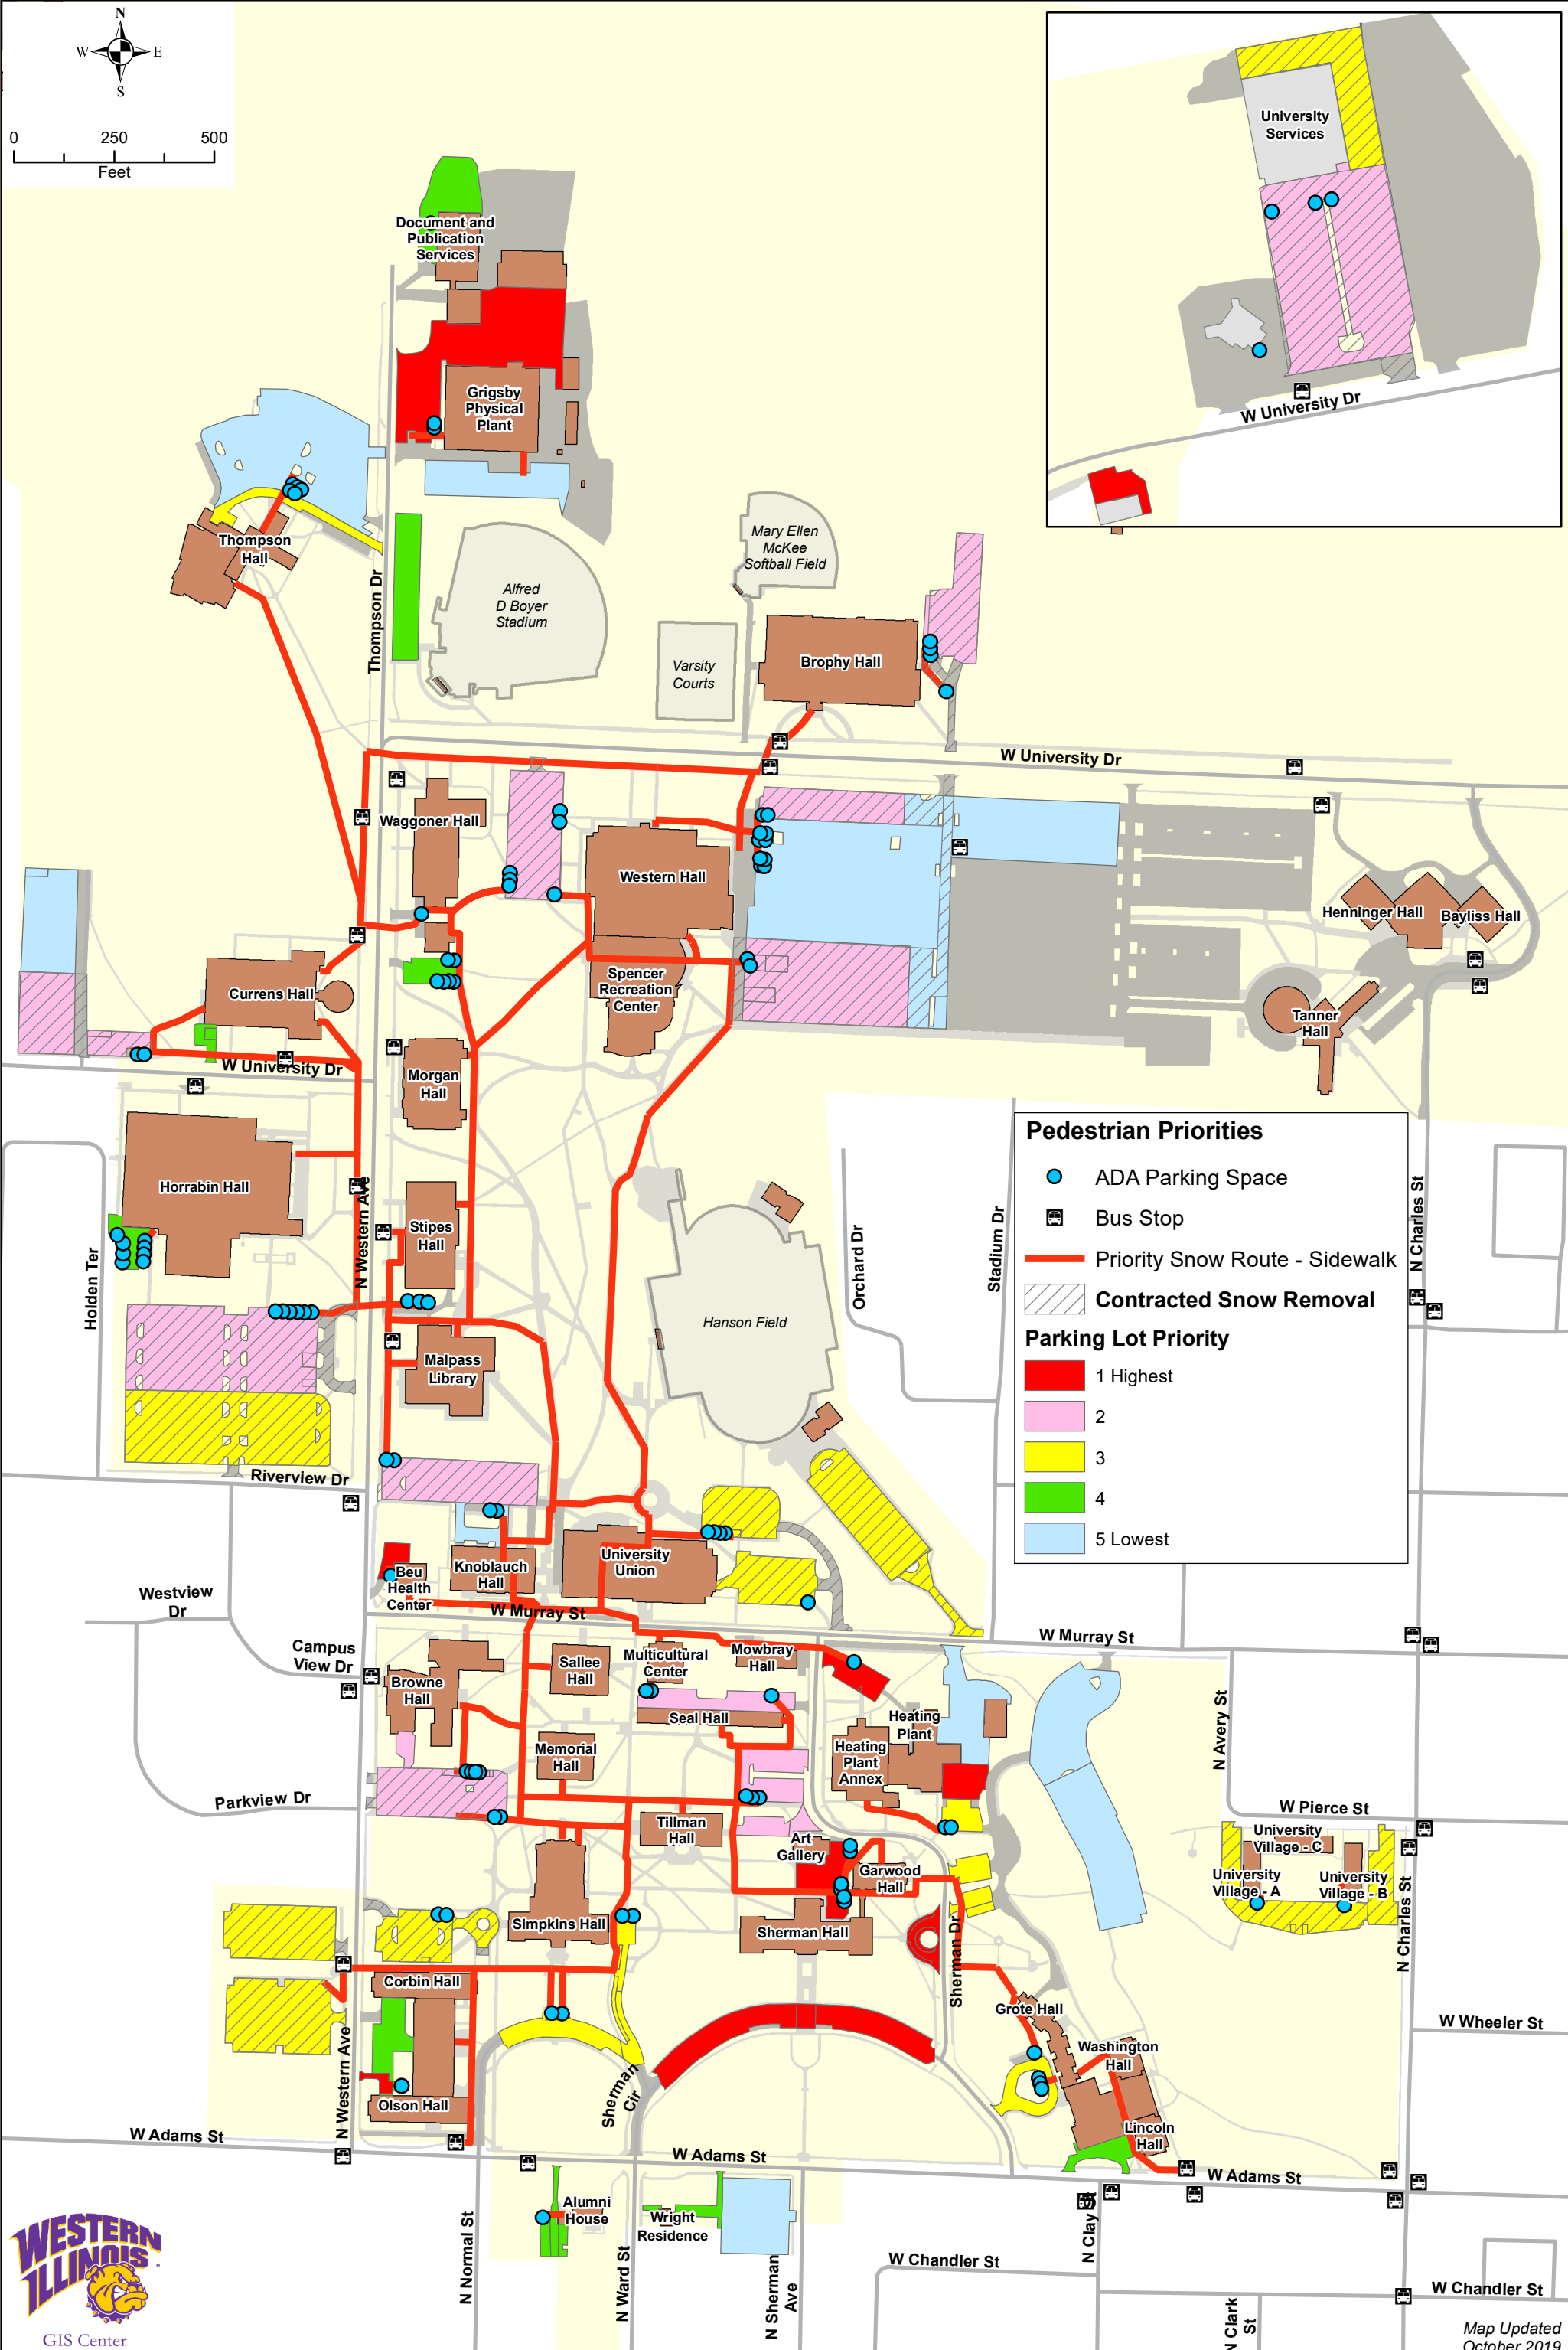 N
W
E
S
0
250
500
Feet
University
Services
W University Dr
Document and
Publication
Services
Grigsby
Physical
Plant
Thompson
Hall
Thompson Dr
Alfred
D Boyer
Stadium
Mary Ellen
McKee
Softball Field
Varsity
Courts
Brophy Hall
W University Dr
Waggoner Hall
Western Hall
Henninger Hall
Bayliss Hall
Currens Hall
Spencer
Recreation
Center
Tanner
Hall
W University Dr
Morgan
Hall
Horrabin Hall
Stipes
Hall
N Western Ave
Holden Ter
Orchard Dr
Stadium Dr
N Charles St
Hanson Field
Malpass
Library
Pedestrian Priorities
ADA Parking Space
Bus Stop
Priority Snow Route - Sidewalk
Contracted Snow Removal
Parking Lot Priority
1 Highest
2
3
4
5 Lowest
Riverview Dr
Beu
Health
Center
Knoblauch
Hall
University
Union
Westview
Dr
W Murray St
W Murray St
Campus
View Dr
Browne
Hall
Sallee
Hall
Multicultural
Center
Mowbray
Hall
Seal Hall
Heating
Plant
Heating
Plant
Annex
Memorial
Hall
N Avery St
Parkview Dr
Tillman
Hall
W Pierce St
University
Village - C
University
Village - A
University
Village - B
Art
Gallery
Garwood
Hall
Simpkins Hall
Sherman Hall
Sherman Dr
N Charles St
Corbin Hall
Grote Hall
W Wheeler St
Washington
Hall
N Western Ave
Olson Hall
Sherman
Cir
Lincoln
Hall
W Adams St
W Adams St
W Adams St
Alumni
House
Wright
Residence
N Normal St
N Ward St
N Sherman
Ave
N Clay St
W Chandler St
W Chandler St
N Clark
St
WESTERN
ILLINOIS
GIS Center
Map Updated
October 2019